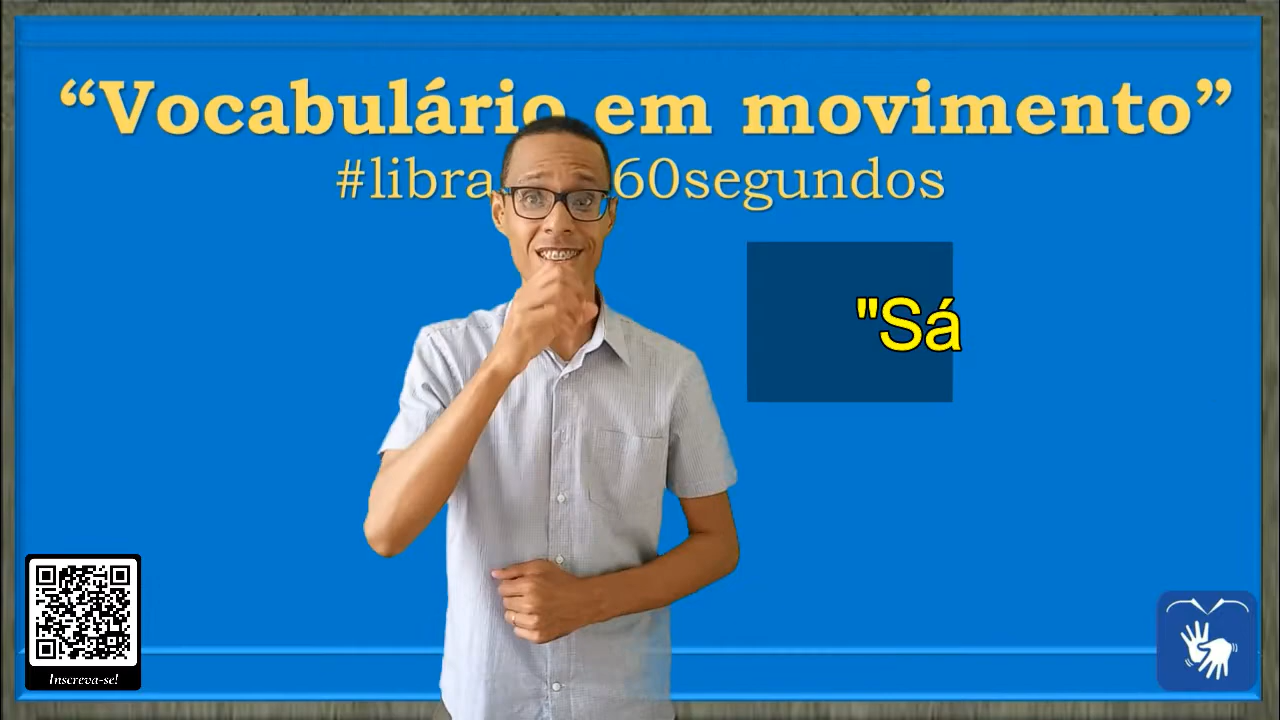 “Vocabulário em movimento”
#libra 60segundos
"Sá
Inscreva-se!